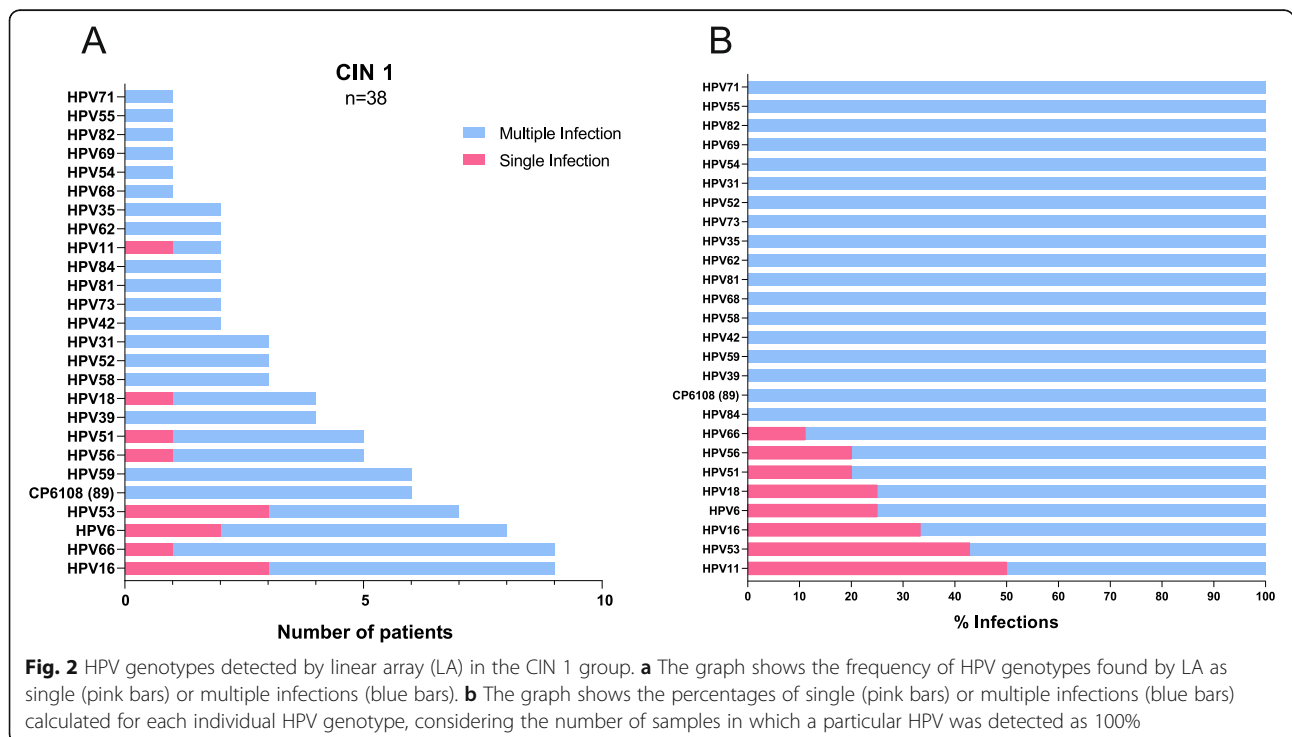 A
CIN 1
n=38
Multiple Infection
Single Infection
HPV71
HPV55
HPV82
HPV69
HPV54
HPV68
HPV35
HPV62
HPV11
HPV84
HPV81
HPV73
HPV42
HPV31
HPV52
HPV58
HPV18
HPV39
HPV51
HPV56
HPV59
CP6108 (89)
HPV53
HPV6
HPV66
HPV16
0 5 10
Number of patients
B
HPV71
HPV55
HPV82
HPV69
HPV54
HPV31
HPV52
HPV73
HPV35
HPV62
HPV81
HPV68
HPV58
HPV42
HPV59
HPV39
CP6108 (89)
HPV84
HPV66
HPV56
HPV51
HPV18
HPV6
HPV16
HPV53
HPV11
0 10 20 30 40 50 60 70 80 90 100
% Infections
Fig. 2 HPV genotypes detected by linear array (LA) in the CIN 1 group. a The graph shows the frequency of HPV genotypes found by LA as
single (pink bars) or multiple infections (blue bars). b The graph shows the percentages of single (pink bars) or multiple infections (blue bars)
calculated for each individual HPV genotype, considering the number of samples in which a particular HPV was detected as 100%